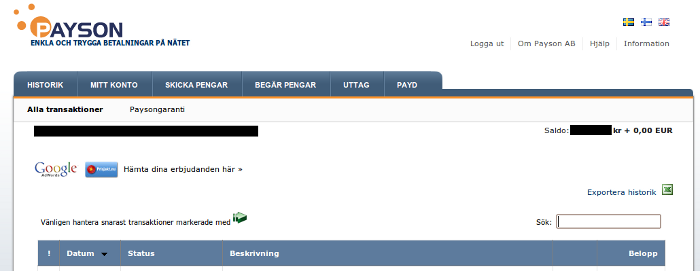 PAYSON
ENKLA OCH TRYGGA BETALNINGAR PÅ NÄTET
Logga ut Om Payson AB Hjälp Information
HISTORIK MITT KONTO SKICKA PENGAR BEGÄR PENGAR UTTAG PAYD
Alla transaktioner Paysongaranti
Saldo: kr + 0,00 EUR
Google Hämta dina erbjudanden här »
AdWords
Exportera historik
Vänligen hantera snarast transaktioner markerade med Sök:
! Datum Status Beskrivning Belopp